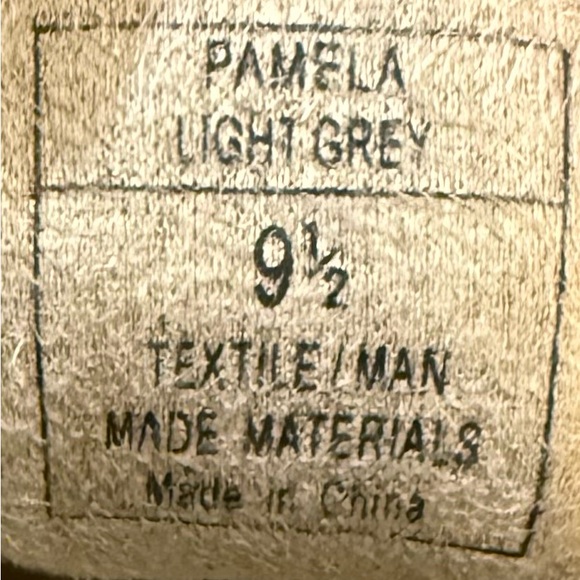 PAMELA
LIGHT GREY
9½
TEXTILE / MAN
MADE MATERIALS
Made in China